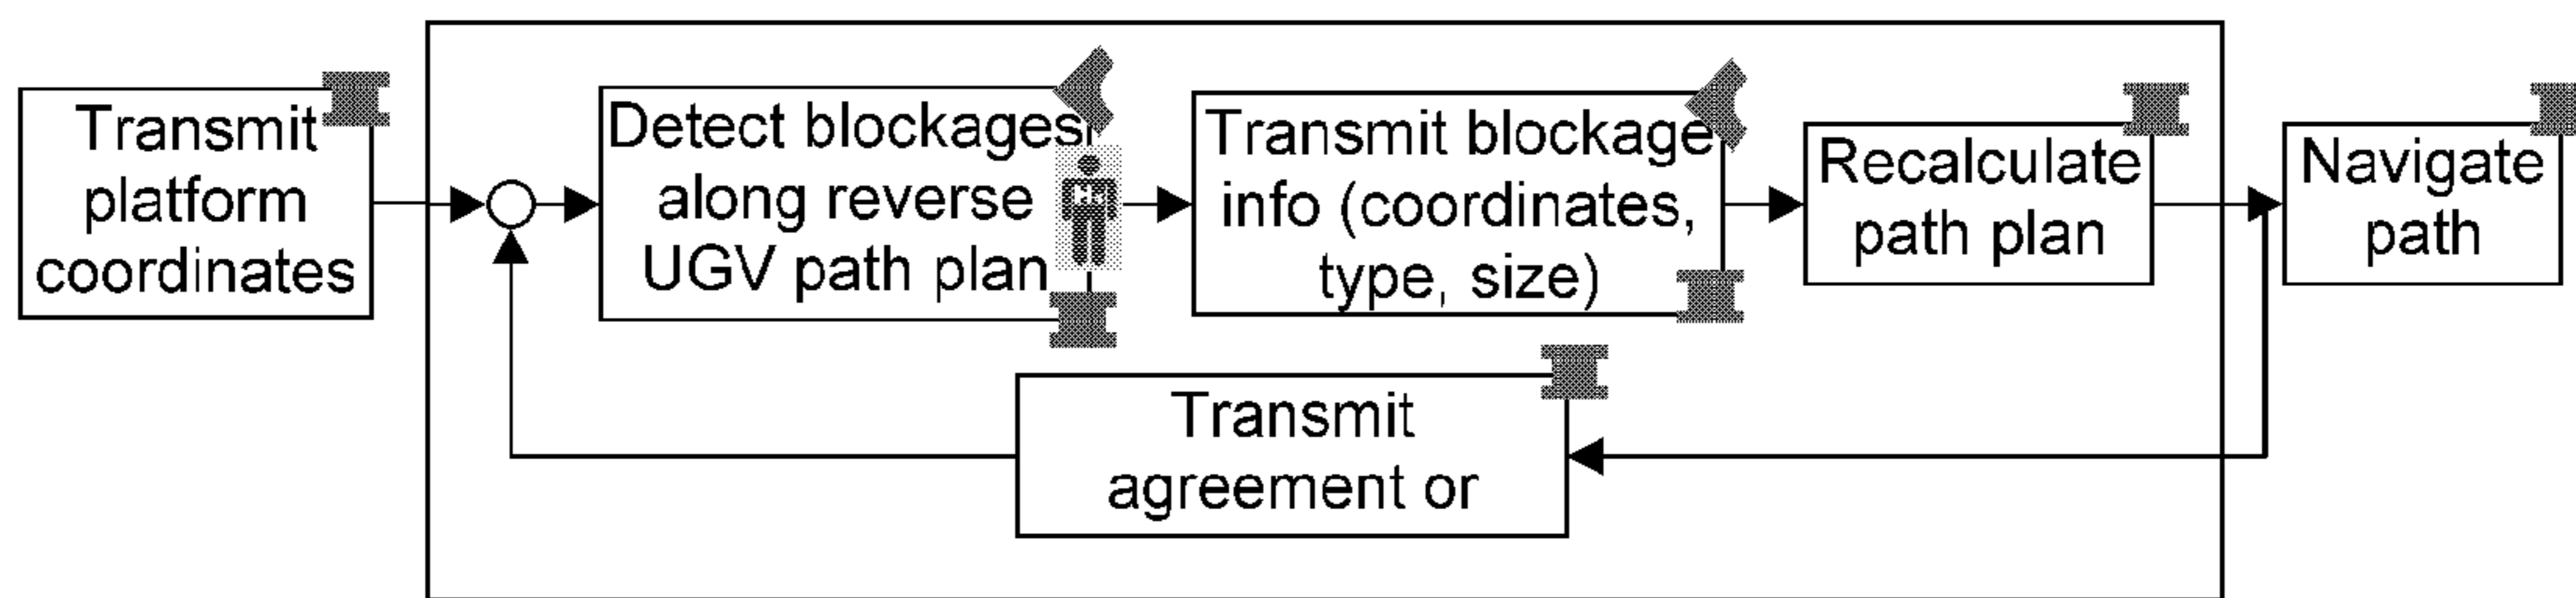 Transmit
platform
coordinates
Detect blockages
along reverse
UGV path plan
Transmit blockage
info (coordinates,
type, size)
Recalculate
path plan
Navigate
path
Transmit
agreement or